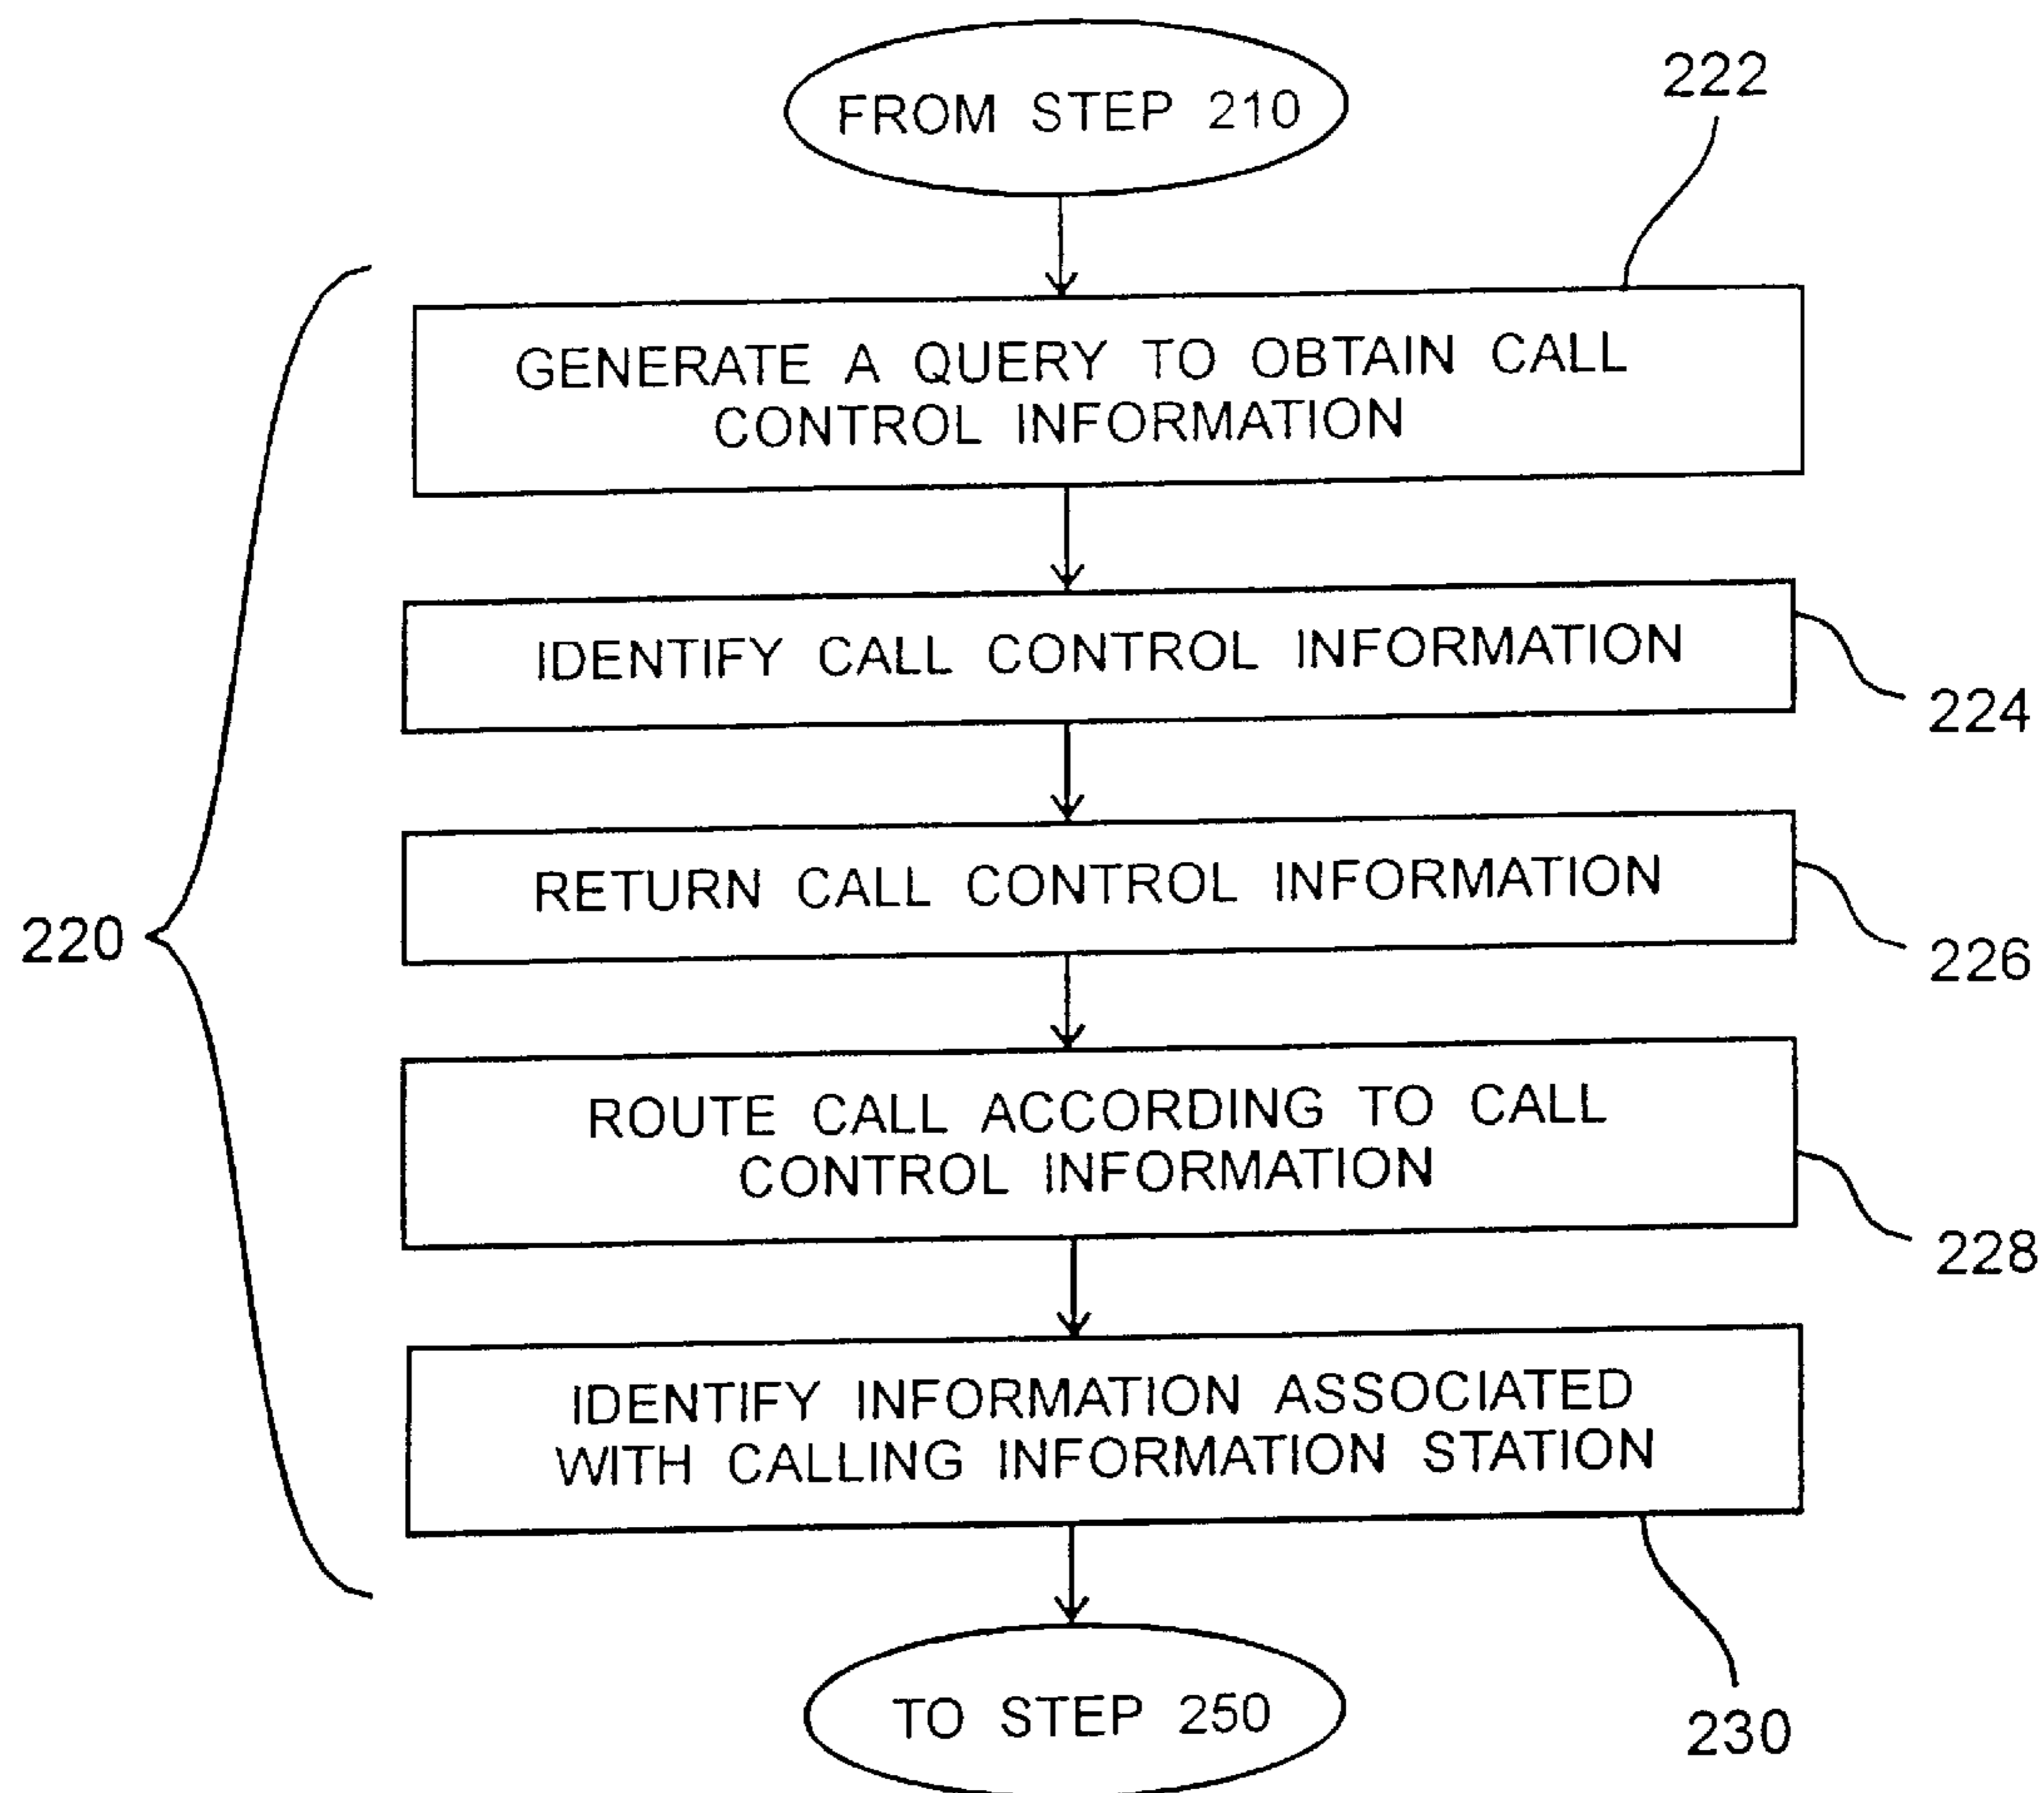 FROM STEP 210
222
GENERATE A QUERY TO OBTAIN CALL
CONTROL INFORMATION
IDENTIFY CALL CONTROL INFORMATION
224
RETURN CALL CONTROL INFORMATION
220
226
ROUTE CALL ACCORDING TO CALL
CONTROL INFORMATION
228
IDENTIFY INFORMATION ASSOCIATED
WITH CALLING INFORMATION STATION
TO STEP 250
230